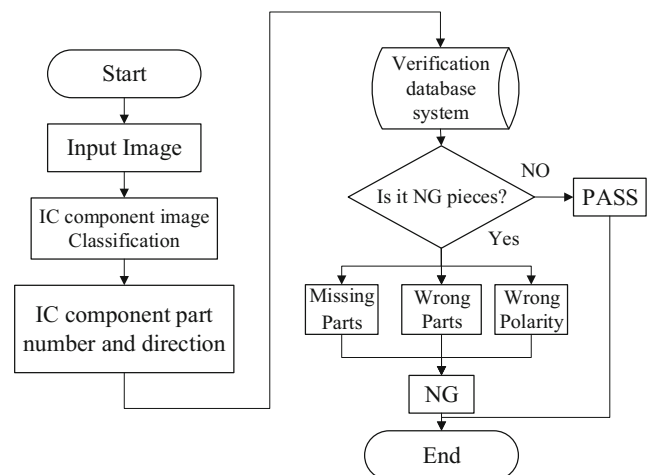 Start
Input Image
IC component image
Classification
IC component part
number and direction
Verification
database
system
Is it NG pieces?
NO
PASS
Yes
Missing
Parts
Wrong
Parts
Wrong
Polarity
NG
End